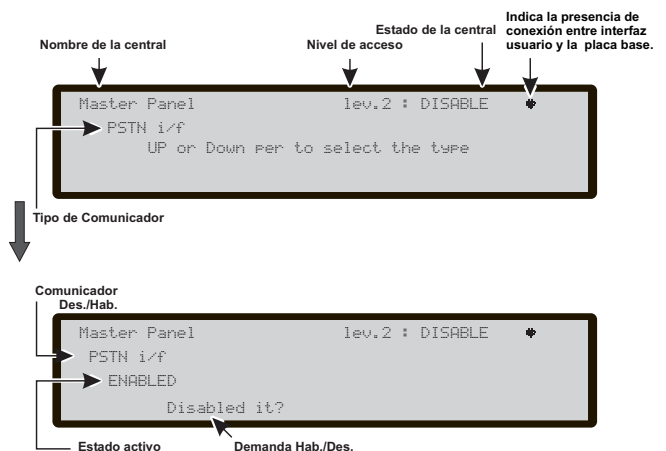 Nombre de la central
Nivel de acceso
Estado de la central
Indica la presencia de
conexión entre interfaz
usuario y la placa base.
Master Panel lev.2 : DISABLE
PSTN i/f
UP or Down per to select the type
Tipo de Comunicador
Comunicador
Des./Hab.
Master Panel lev.2 : DISABLE
PSTN i/f
ENABLED
Disabled it?
Estado activo
Demanda Hab./Des.